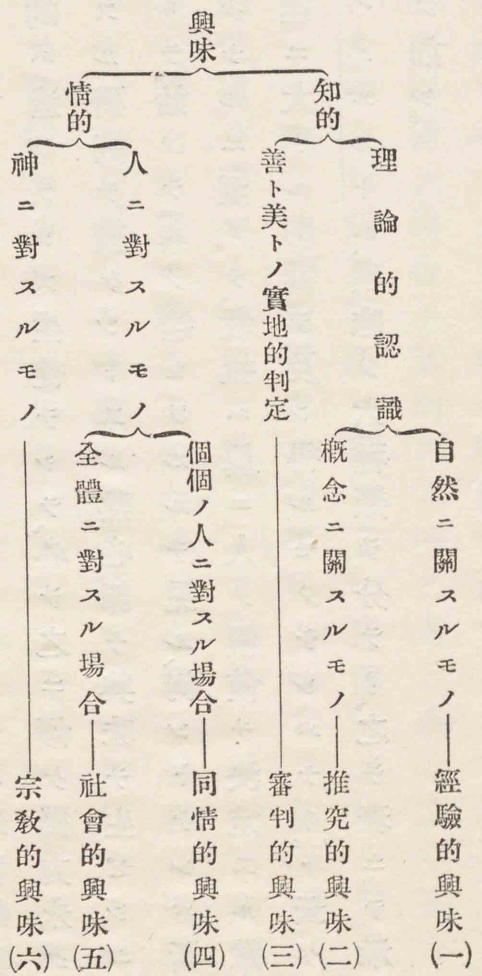 興味
知的
理論的認識
自然ニ關スルモノ
經驗的興味(一)
概念ニ關スルモノ
推究的興味(二)
善ト美トノ實地的判定
審判的興味(三)
情的
人ニ對スルモノ
個個ノ人ニ對スル場合
同情的興味(四)
全體ニ對スル場合
社會的興味(五)
神ニ對スルモノ
宗敎的興味(六)